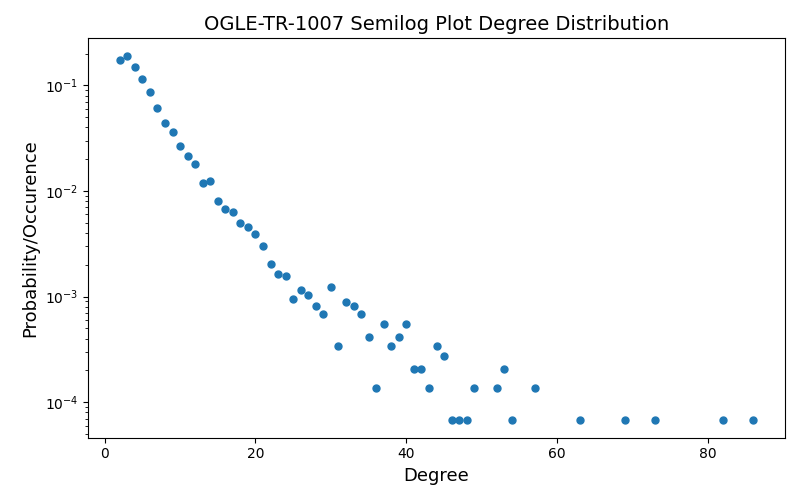 OGLE-TR-1007 Semilog Plot Degree Distribution
Probability/Occurence
10⁻¹
10⁻²
10⁻³
10⁻⁴
0 20 40 60 80
Degree